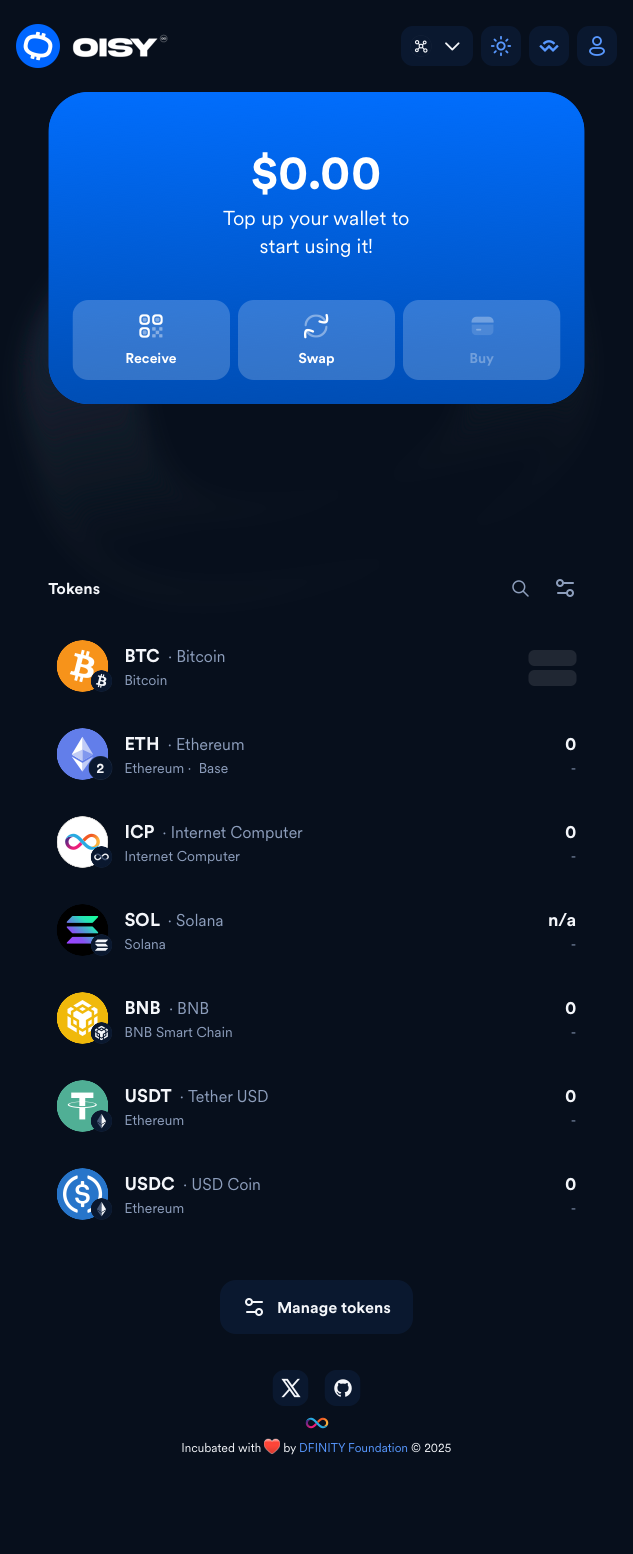 OISY
$0.00
Top up your wallet to
start using it!
Receive
Swap
Buy
Tokens
BTC · Bitcoin
Bitcoin
ETH · Ethereum
0
2
Ethereum · Base
-
ICP · Internet Computer
0
Internet Computer
-
SOL · Solana
n/a
Solana
-
BNB · BNB
0
BNB Smart Chain
-
USDT · Tether USD
0
Ethereum
-
USDC · USD Coin
0
Ethereum
-
Manage tokens
Incubated with ❤️ by DFINITY Foundation © 2025